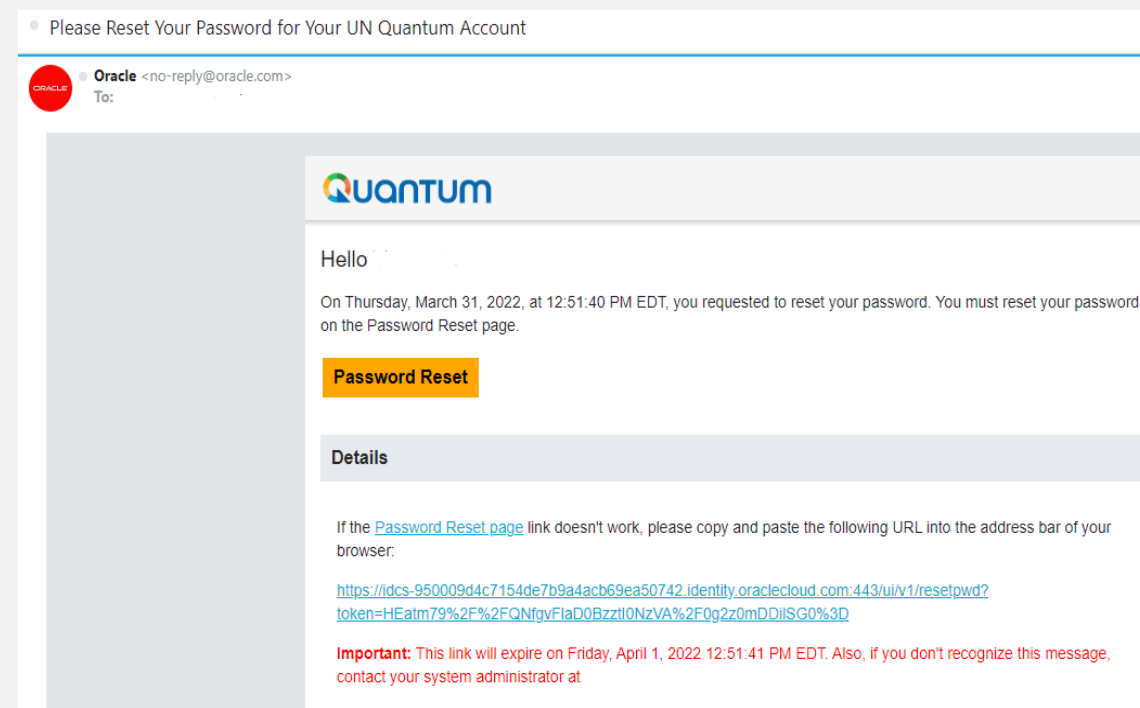 Please Reset Your Password for Your UN Quantum Account
ORACLE
Oracle <no-reply@oracle.com>
To:
Quantum
Hello
On Thursday, March 31, 2022, at 12:51:40 PM EDT, you requested to reset your password. You must reset your password
on the Password Reset page.
Password Reset
Details
If the Password Reset page link doesn't work, please copy and paste the following URL into the address bar of your
browser:
https://idcs-950009d4c7154de7b9a4acb69ea50742.identity.oraclecloud.com:443/ui/v1/resetpwd?
token=HEatm79%2F%2FQNfgvFIaD0BzztI0NzVA%2F0g2z0mDDiISG0%3D
Important: This link will expire on Friday, April 1, 2022 12:51:41 PM EDT. Also, if you don't recognize this message,
contact your system administrator at